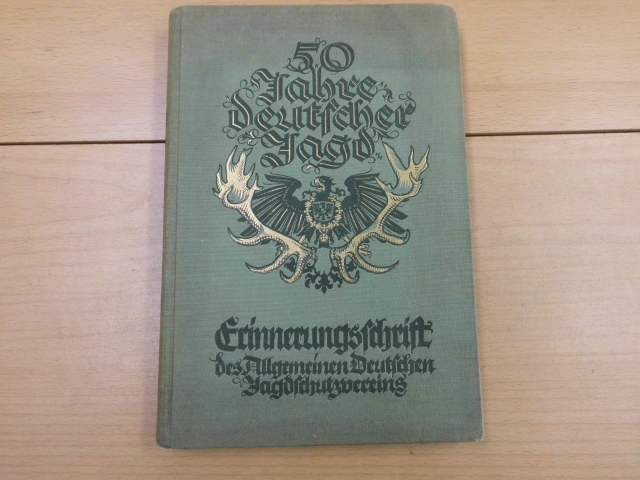 50
Jahre
deutscher
Jagd
Erinnerungsschrift
des Allgemeinen Deutschen
Jagdschutzvereins